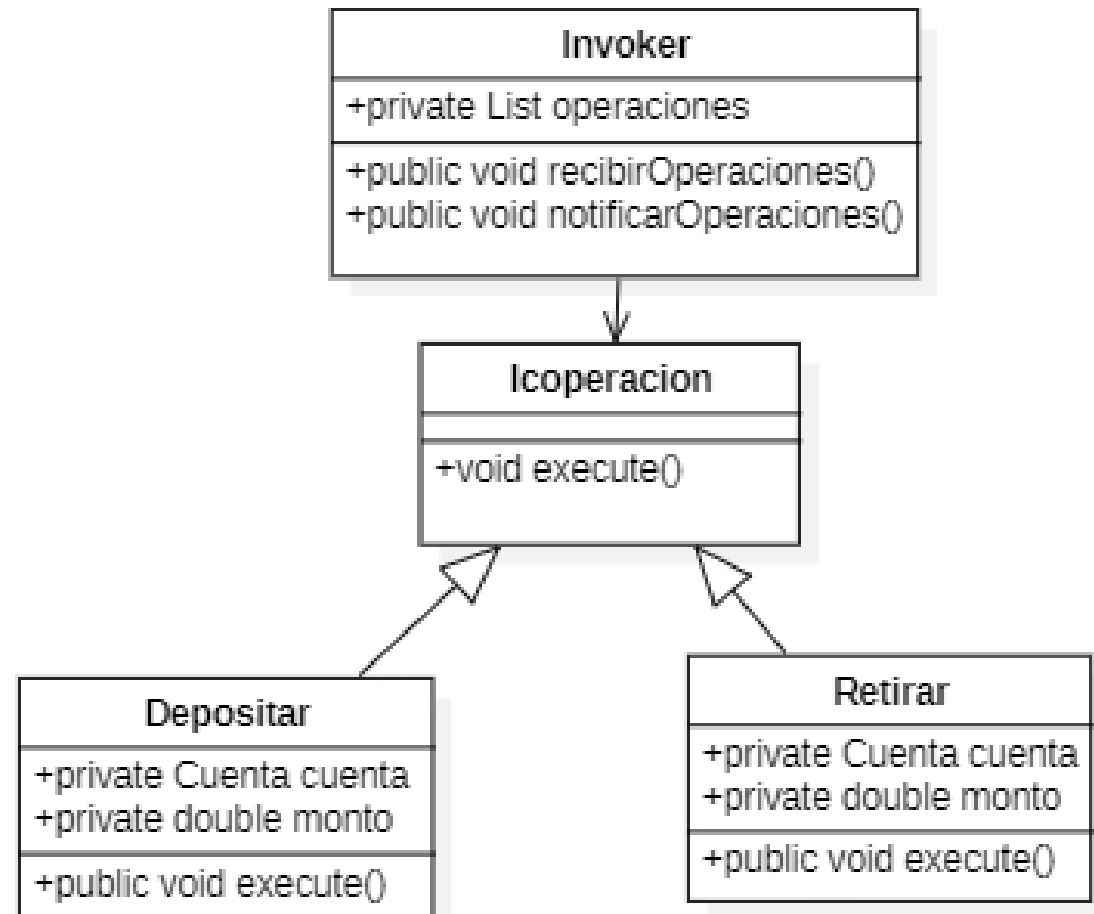 Invoker
+private List operaciones
+public void recibirOperaciones()
+public void notificarOperaciones()
Icoperacion
+void execute()
Depositar
+private Cuenta cuenta
+private double monto
+public void execute()
Retirar
+private Cuenta cuenta
+private double monto
+public void execute()